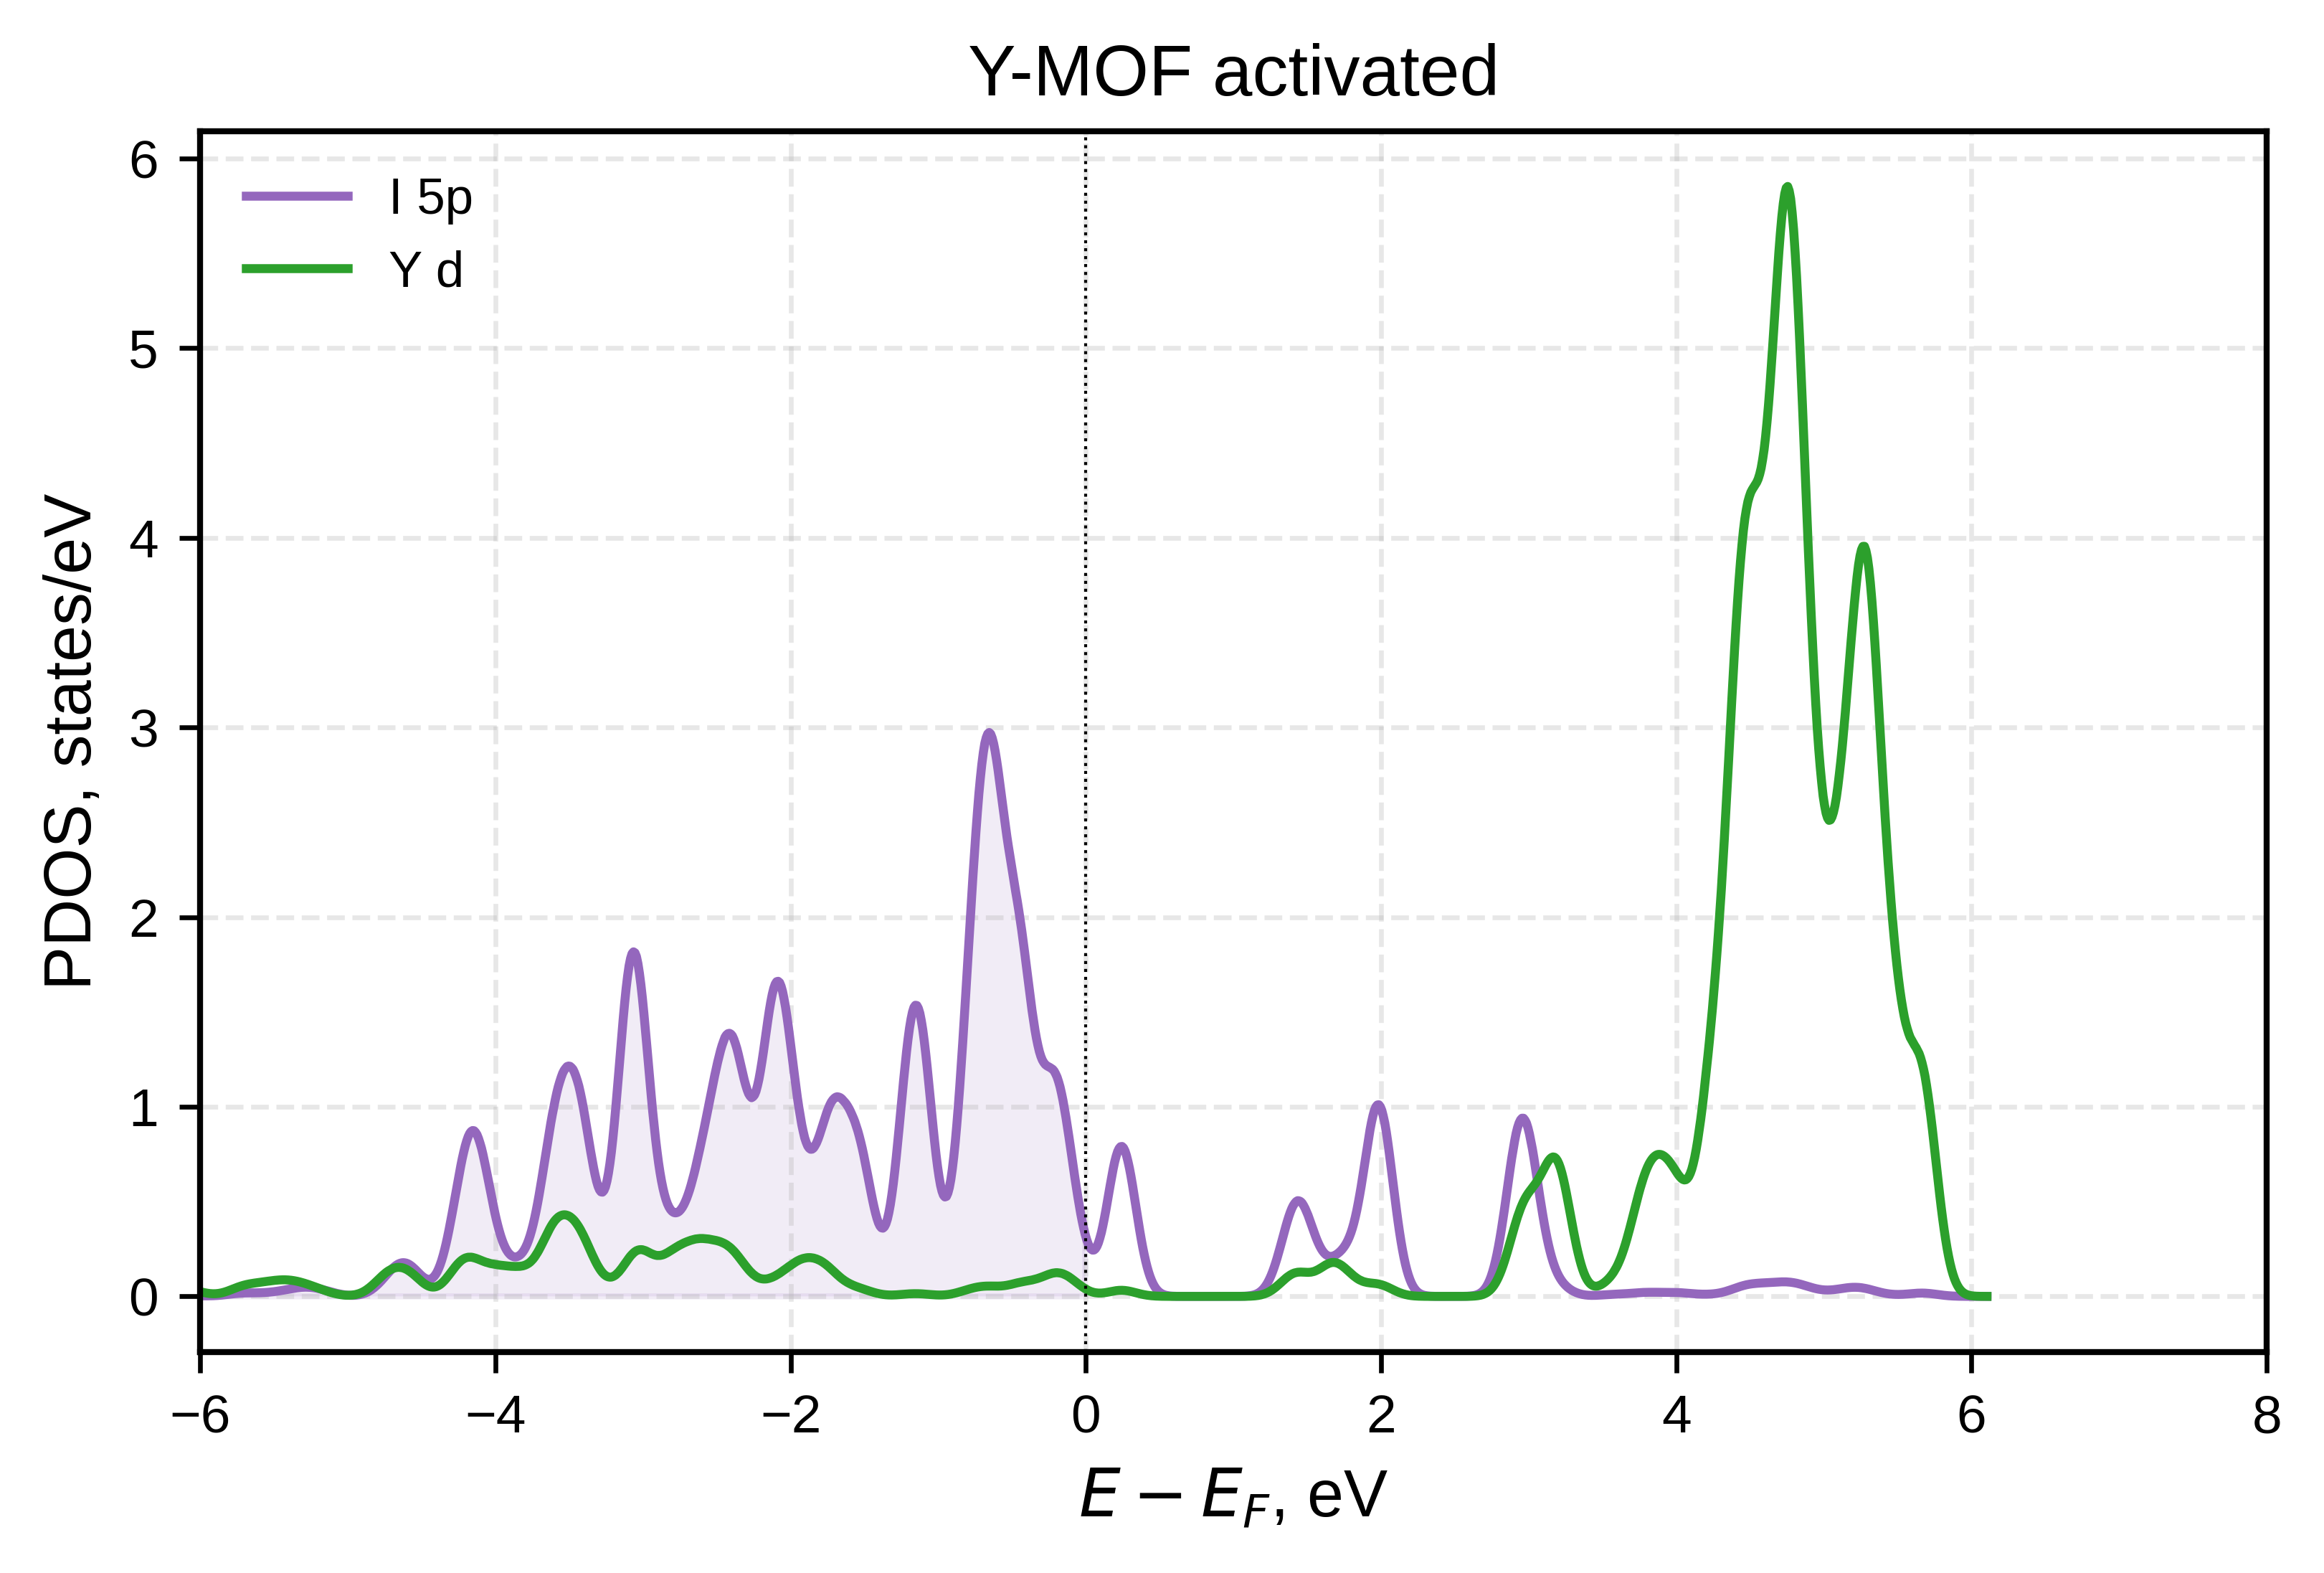 Y-MOF activated
I 5p
Y d
PDOS, states/eV
6
5
4
3
2
1
0
−6 −4 −2 0 2 4 6 8
E − E_F, eV